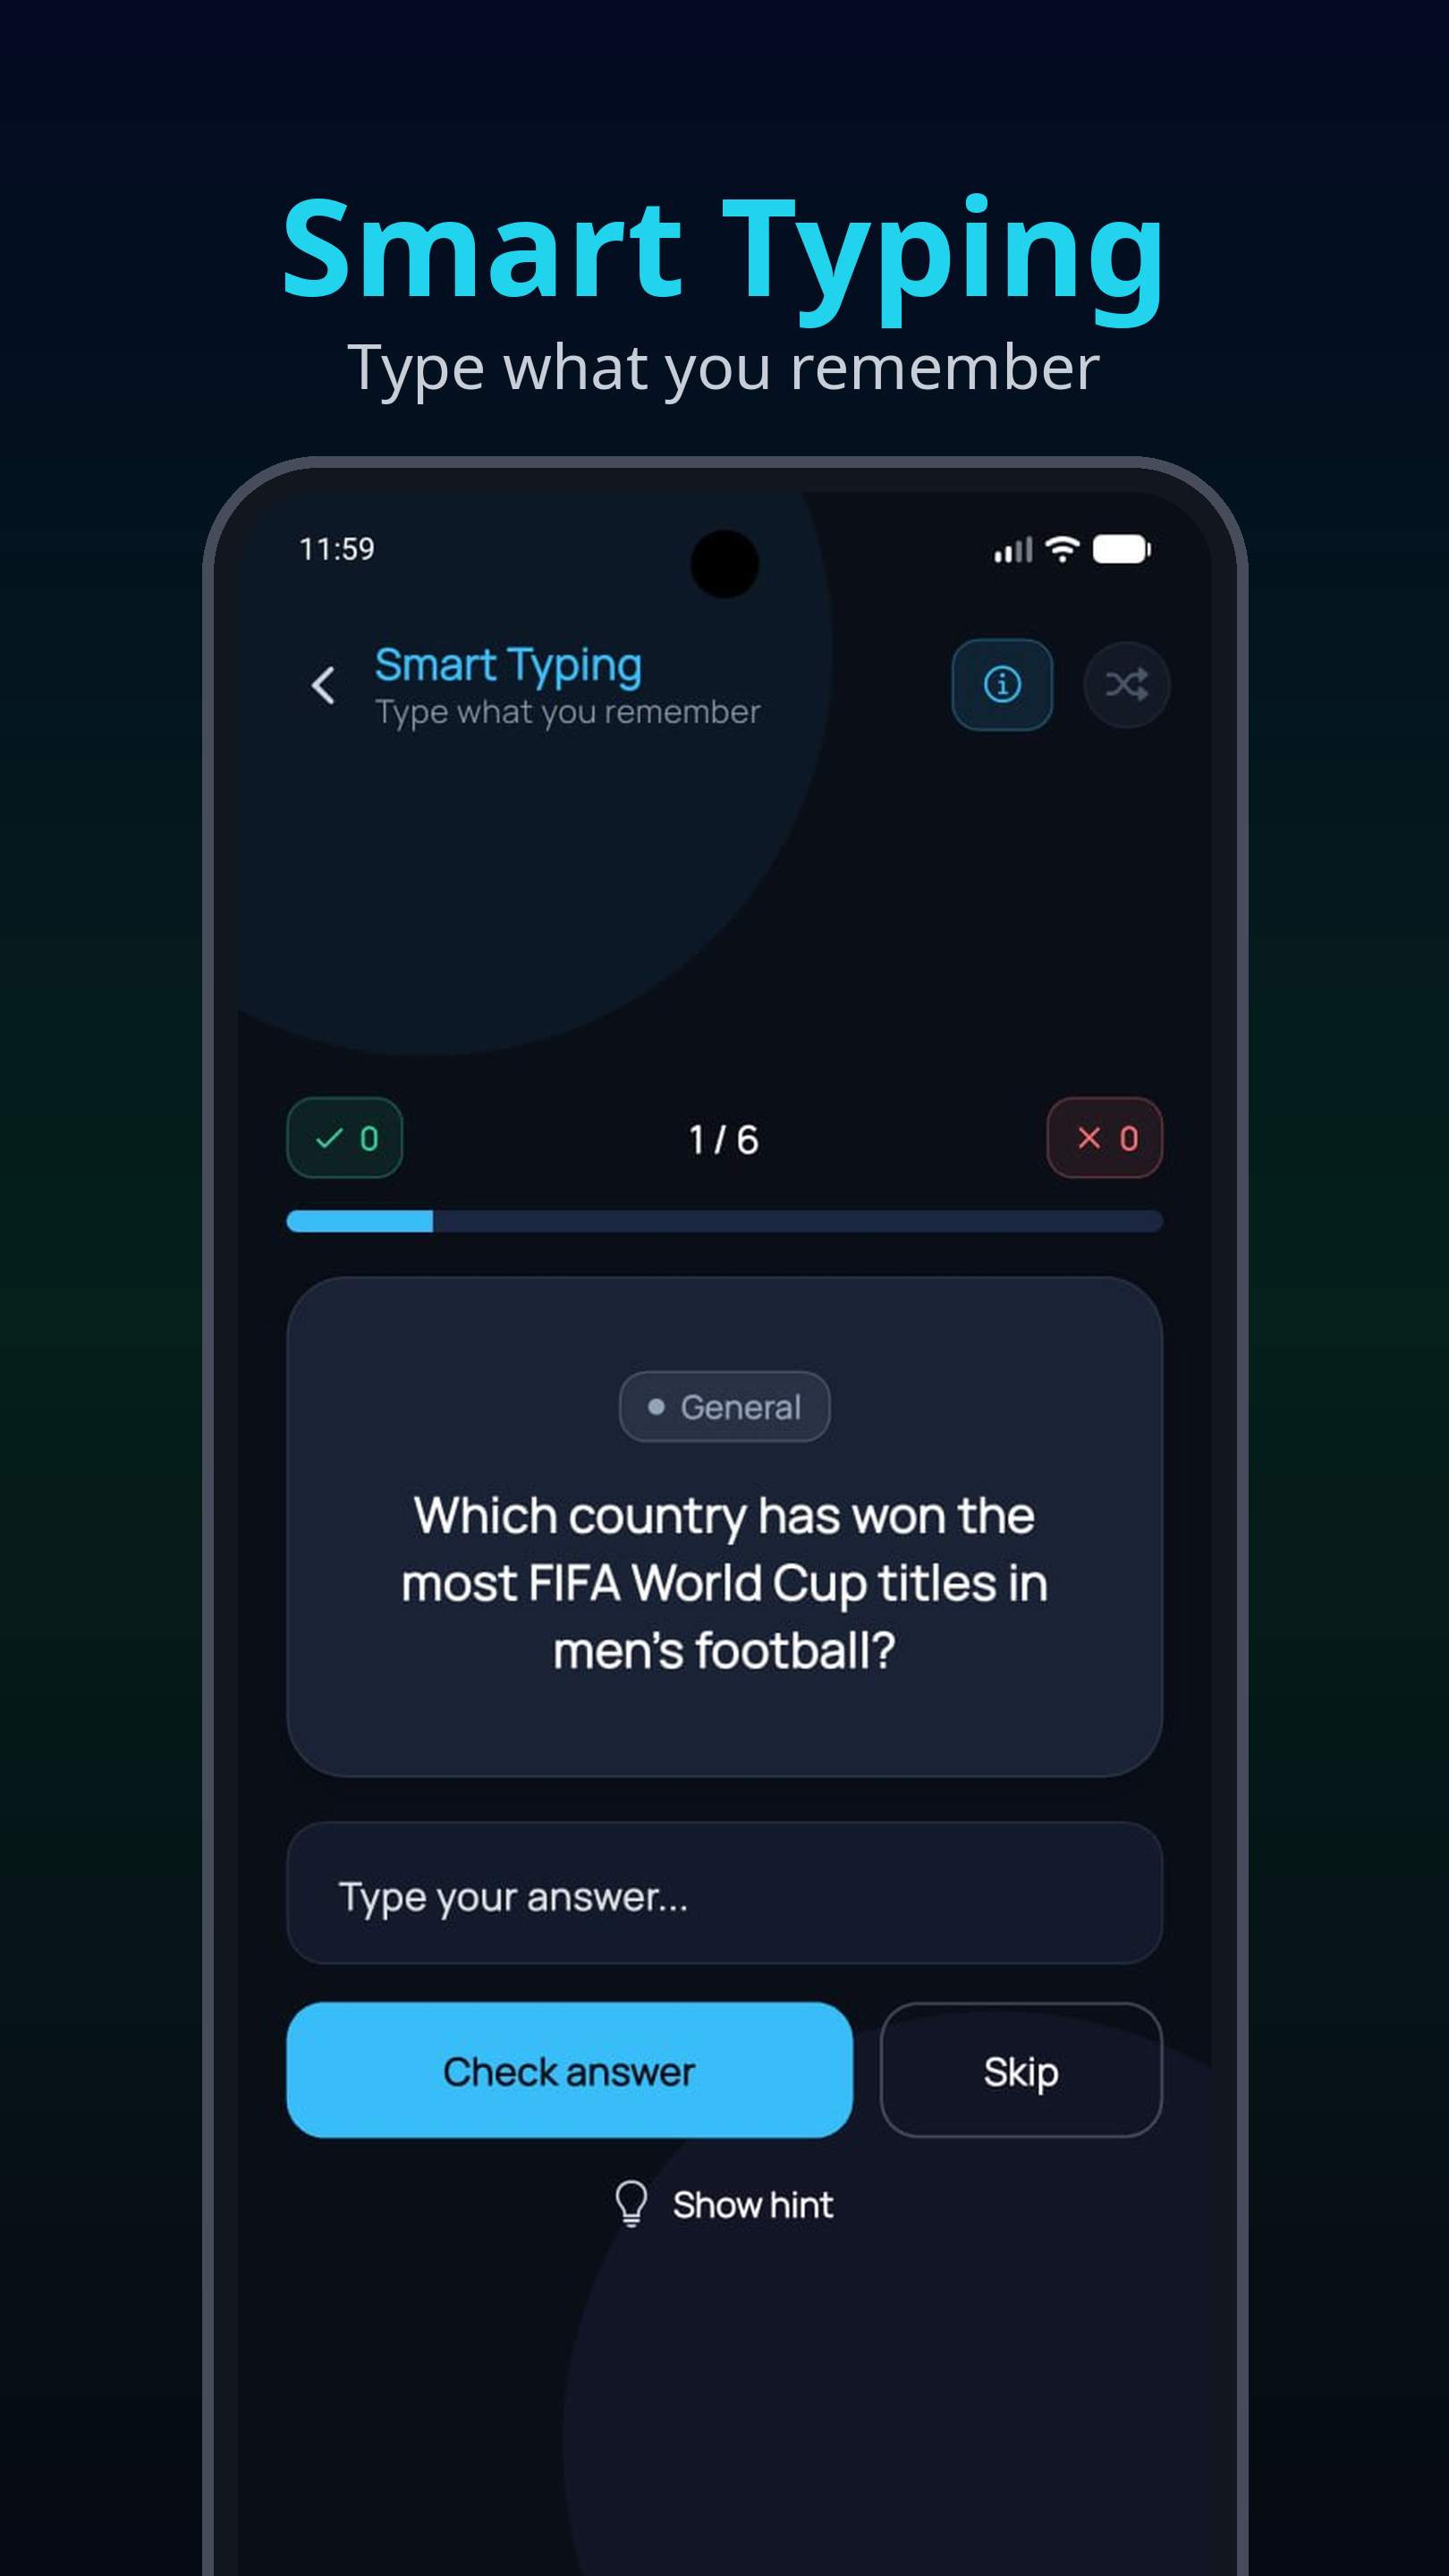 Smart Typing
Type what you remember
11:59
Smart Typing
Type what you remember
0
1 / 6
0
General
Which country has won the
most FIFA World Cup titles in
men's football?
Type your answer...
Check answer
Skip
Show hint